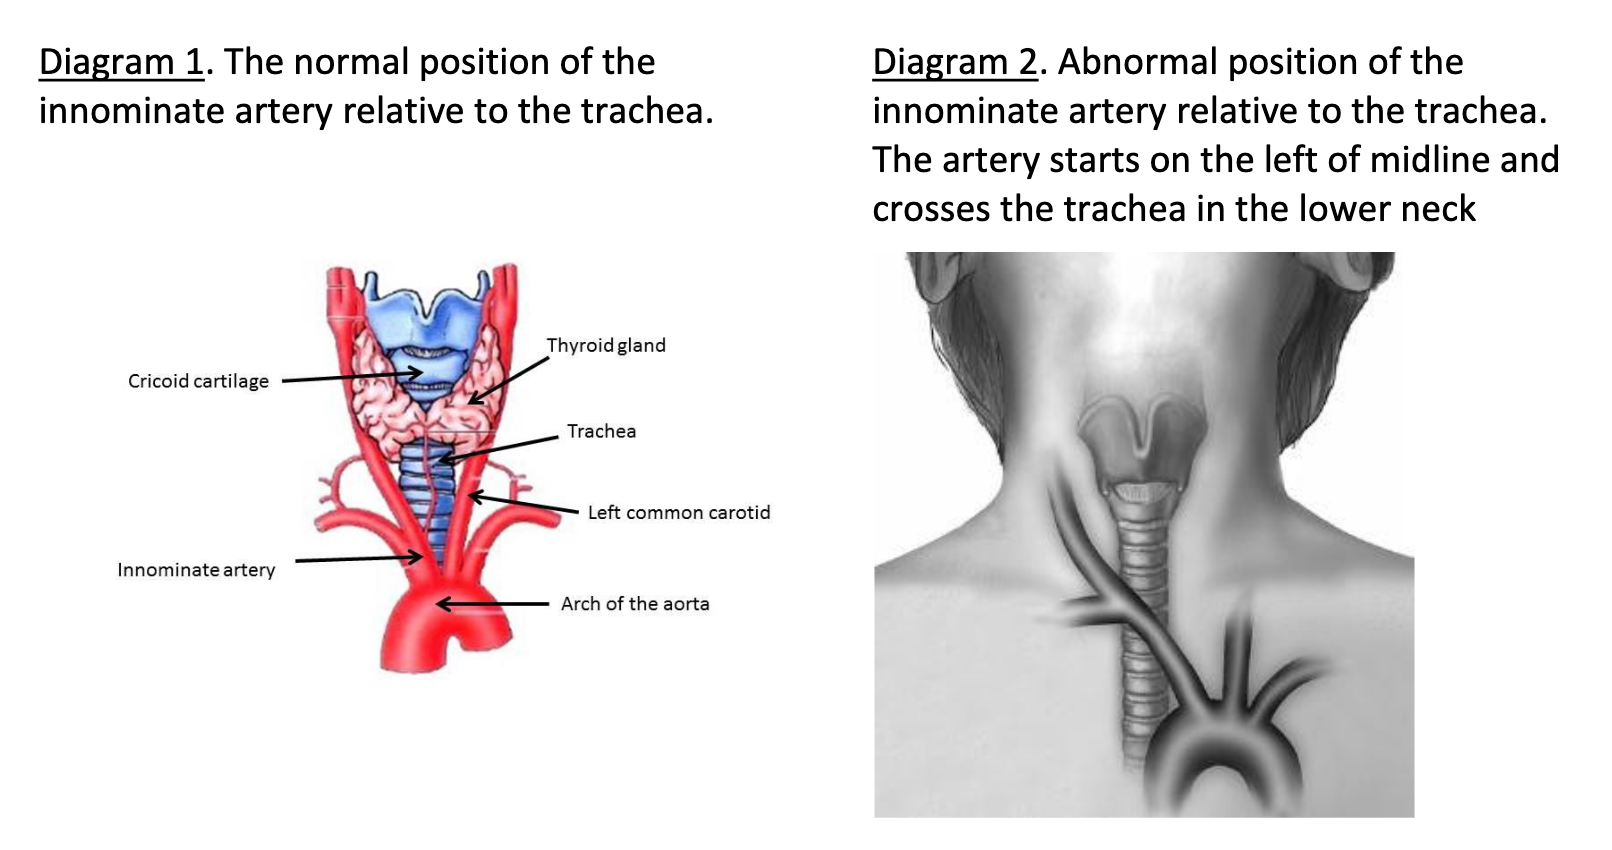 Diagram 1. The normal position of the
innominate artery relative to the trachea.
Diagram 2. Abnormal position of the
innominate artery relative to the trachea.
The artery starts on the left of midline and
crosses the trachea in the lower neck
Thyroid gland
Cricoid cartilage
Trachea
Left common carotid
Innominate artery
Arch of the aorta